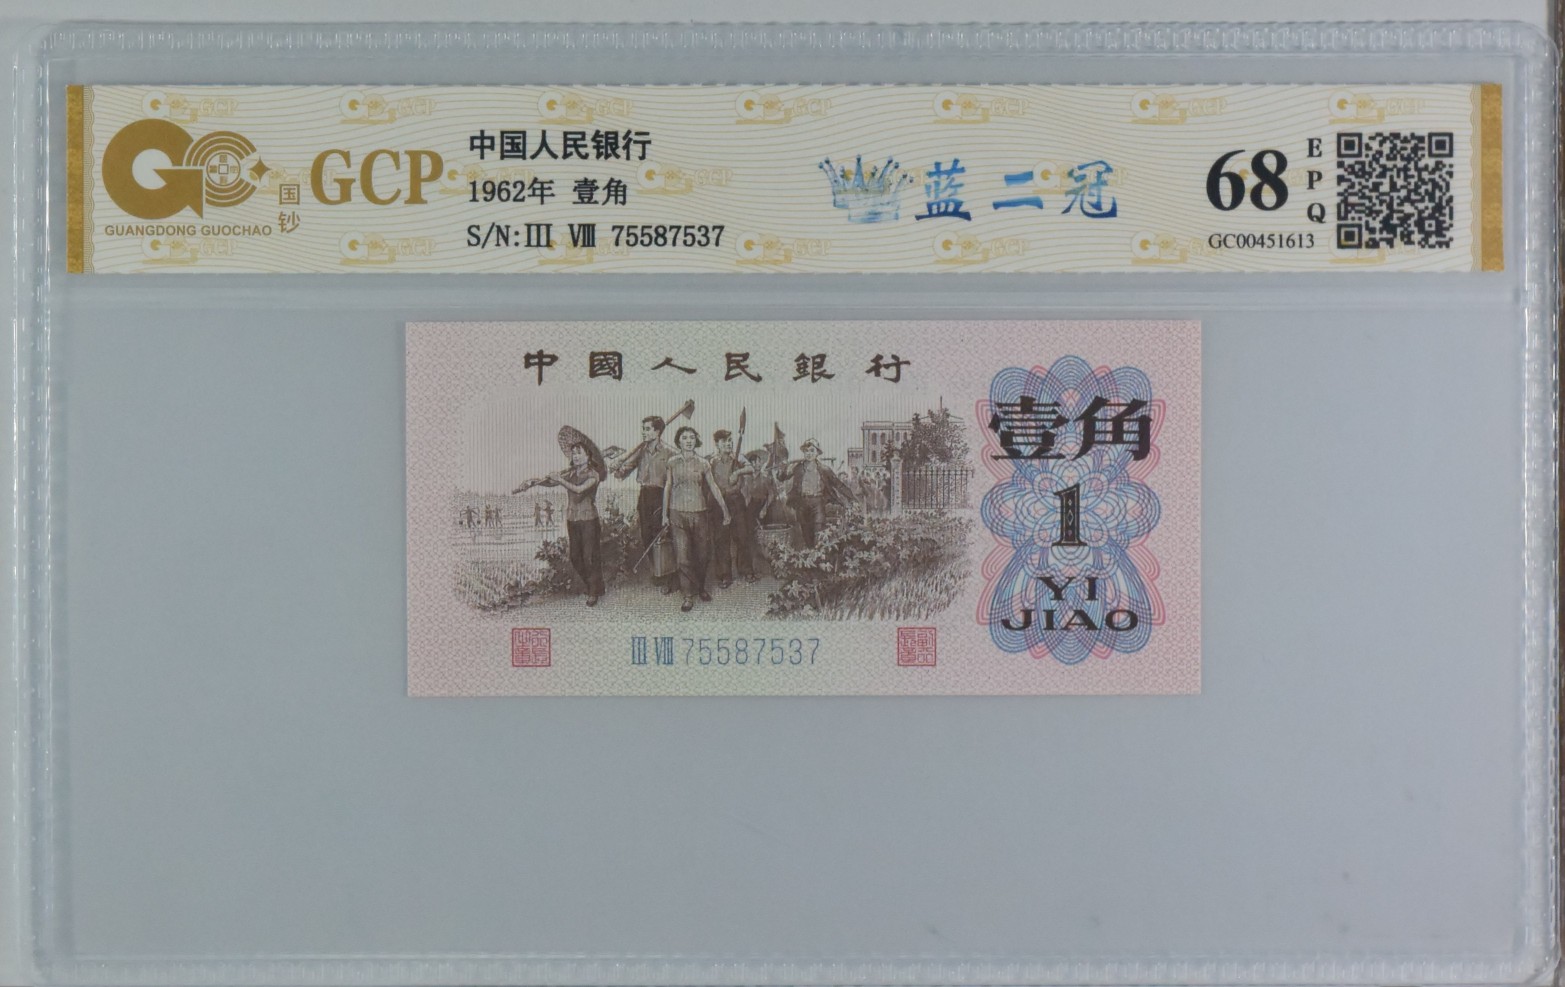 GCP
国钞
GUANGDONG GUOCHAO
中国人民银行
1962年 壹角
S/N:III VIII 75587537
蓝二冠
68
EPQ
GC00451613
中國人民銀行
壹角
1
YI
JIAO
III VIII 75587537